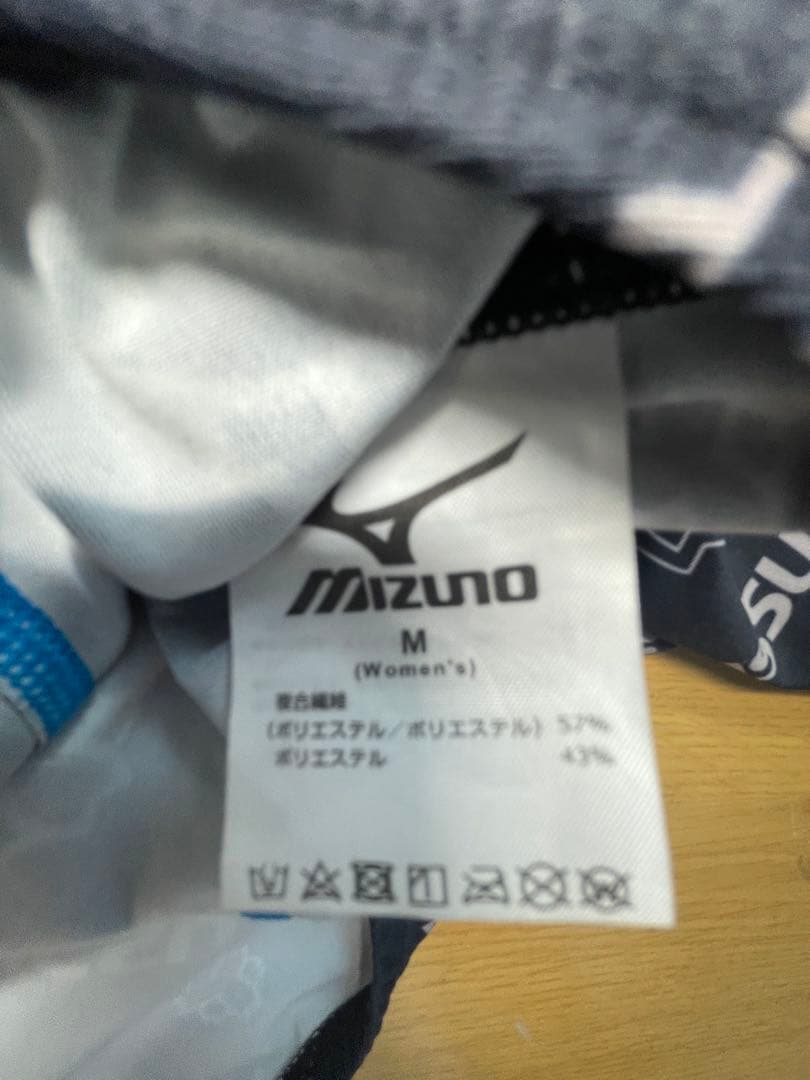 MIZUNO
M
(Women's)
複合繊維
(ポリエステル/ポリエステル) 57%
ポリエステル 43%
SU